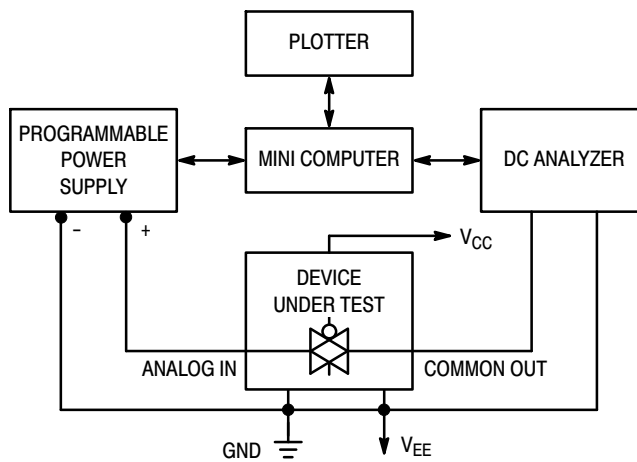 PLOTTER
PROGRAMMABLE
POWER
SUPPLY
MINI COMPUTER
DC ANALYZER
– +
VCC
DEVICE
UNDER TEST
ANALOG IN
COMMON OUT
GND
VEE